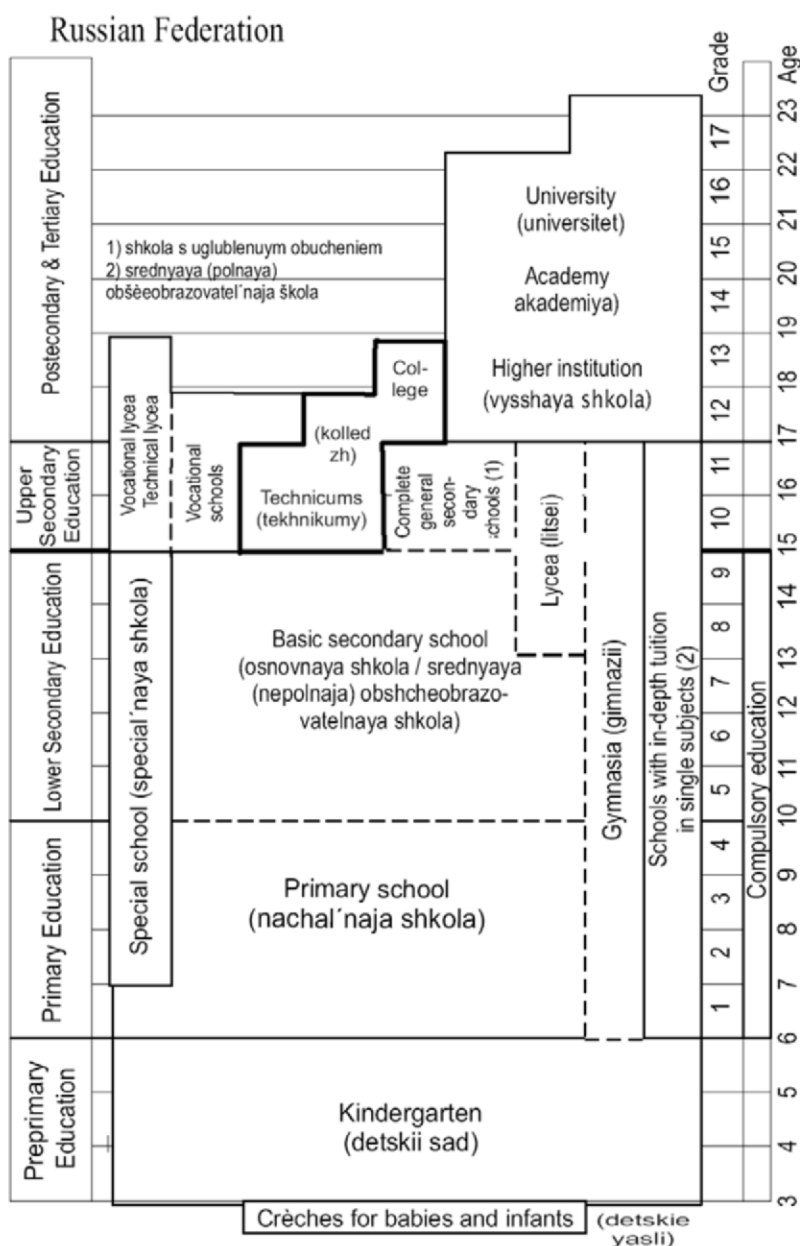 Russian Federation
Postecondary & Tertiary Education
Upper
Secondary
Education
Lower Secondary Education
Primary Education
Preprimary
Education
1) shkola s uglublenuym obucheniem
2) srednyaya (polnaya)
obšèeobrazovatel´naja škola
Vocational lycea
Technical lycea
Vocational
schools
(kolled
zh)
Technicums
(tekhnikumy)
Col-
lege
Complete
general
secon-
dary
schools (1)
University
(universitet)
Academy
akademiya)
Higher institution
(vysshaya shkola)
Lycea (litsei)
Gymnasia (gimnazii)
Schools with in-depth tuition
in single subjects (2)
Special school (special´naya shkola)
Basic secondary school
(osnovnaya shkola / srednyaya
(nepolnaja) obshcheobrazo-
vatelnaya shkola)
Primary school
(nachal´naja shkola)
Kindergarten
(detskii sad)
Crèches for babies and infants
(detskie
yasli)
Grade
17
16
15
14
13
12
11
10
9
8
7
6
5
4
3
2
1
Compulsory education
Age
23
22
21
20
19
18
17
16
15
14
13
12
11
10
9
8
7
6
5
4
3